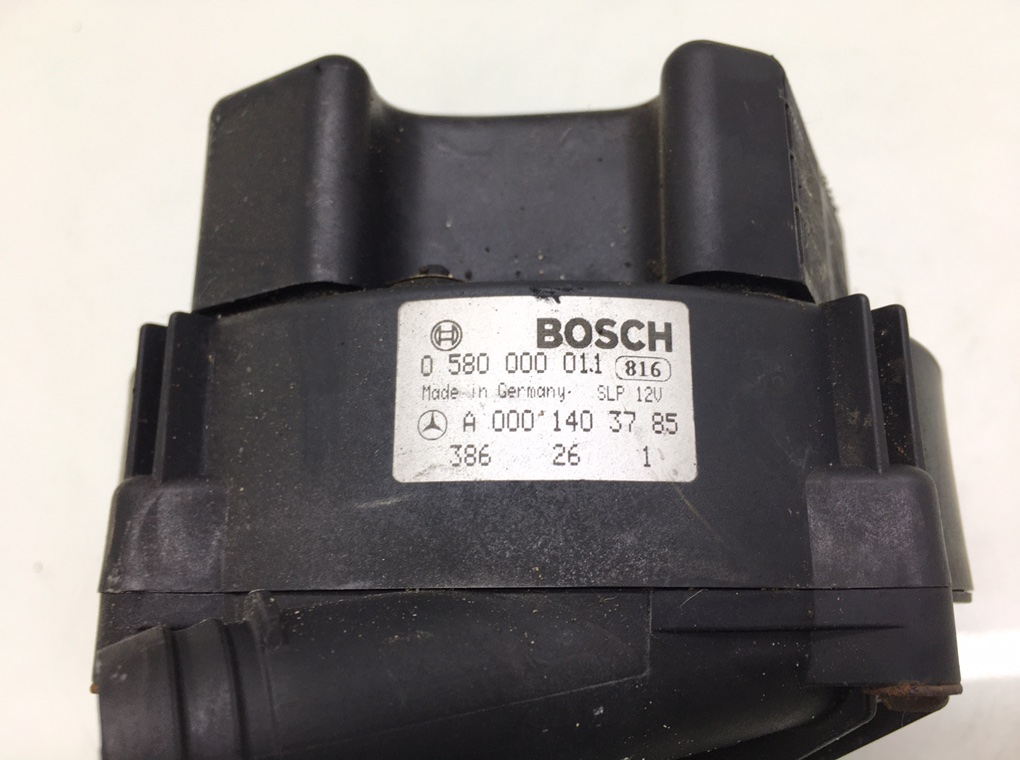 BOSCH
0 580 000 011 816
Made in Germany. SLP 12V
A 000 140 37 85
386 26 1